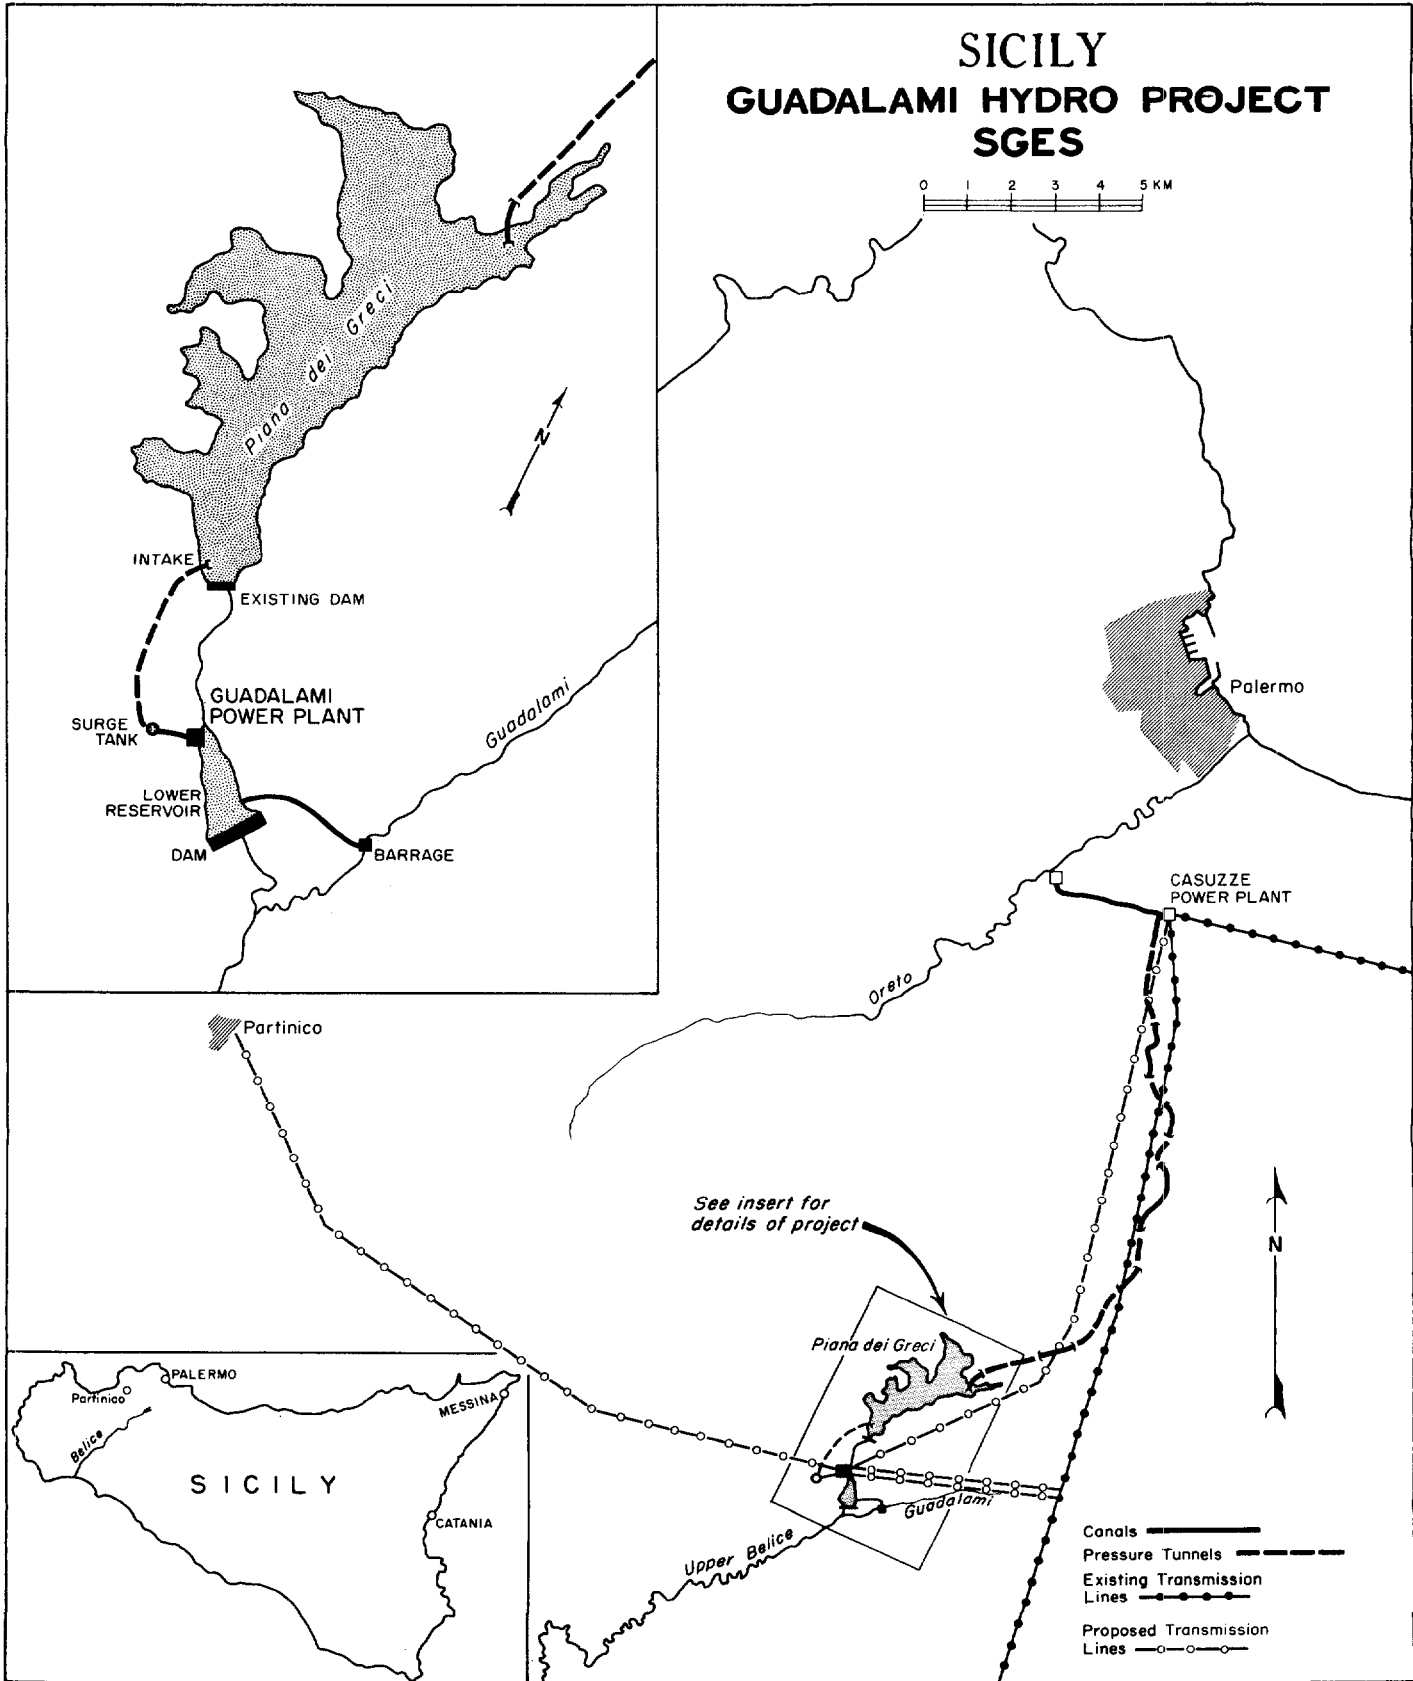 SICILY
GUADALAMI HYDRO PROJECT
SGES
0 1 2 3 4 5 KM
Piana dei Greci
N
INTAKE
EXISTING DAM
GUADALAMI
POWER PLANT
SURGE
TANK
Guadalami
LOWER
RESERVOIR
DAM
BARRAGE
Palermo
CASUZZE
POWER PLANT
Oreto
Partinico
See insert for
details of project
N
Piana dei Greci
Guadalami
Upper Belice
PALERMO
Partinico
MESSINA
Belice
SICILY
CATANIA
Canals
Pressure Tunnels
Existing Transmission
Lines
Proposed Transmission
Lines